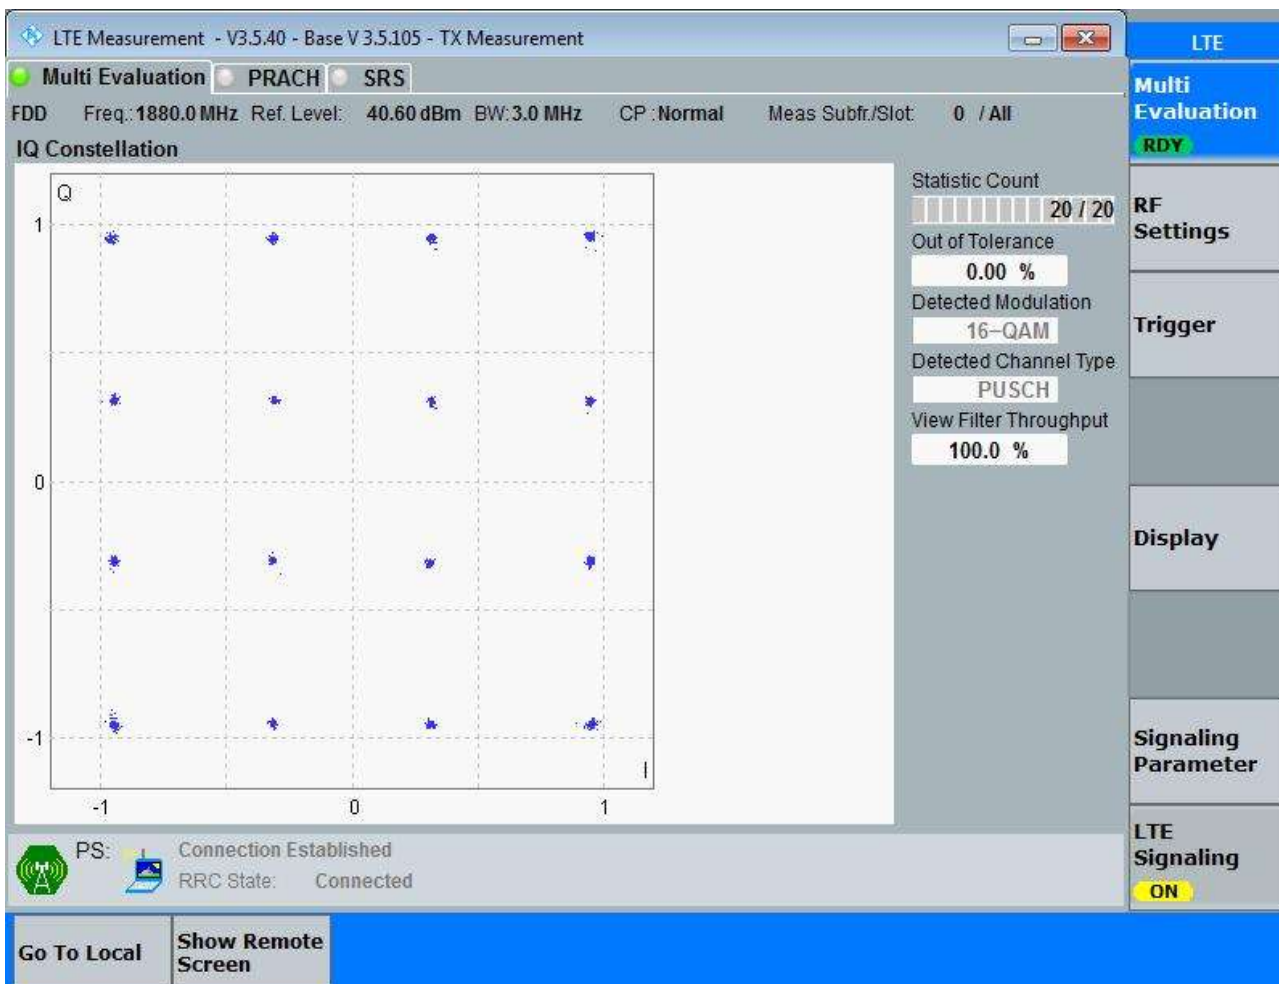 LTE Measurement - V3.5.40 - Base V 3.5.105 - TX Measurement
LTE
Multi Evaluation PRACH SRS
FDD Freq.: 1880.0 MHz Ref. Level: 40.60 dBm BW: 3.0 MHz CP : Normal Meas Subfr./Slot: 0 / All
IQ Constellation
Q
1
0
-1
-1 0 1
I
Statistic Count
20 / 20
Out of Tolerance
0.00 %
Detected Modulation
16-QAM
Detected Channel Type
PUSCH
View Filter Throughput
100.0 %
Multi
Evaluation
RDY
RF
Settings
Trigger
Display
Signaling
Parameter
LTE
Signaling
ON
PS: Connection Established
RRC State: Connected
Go To Local
Show Remote
Screen